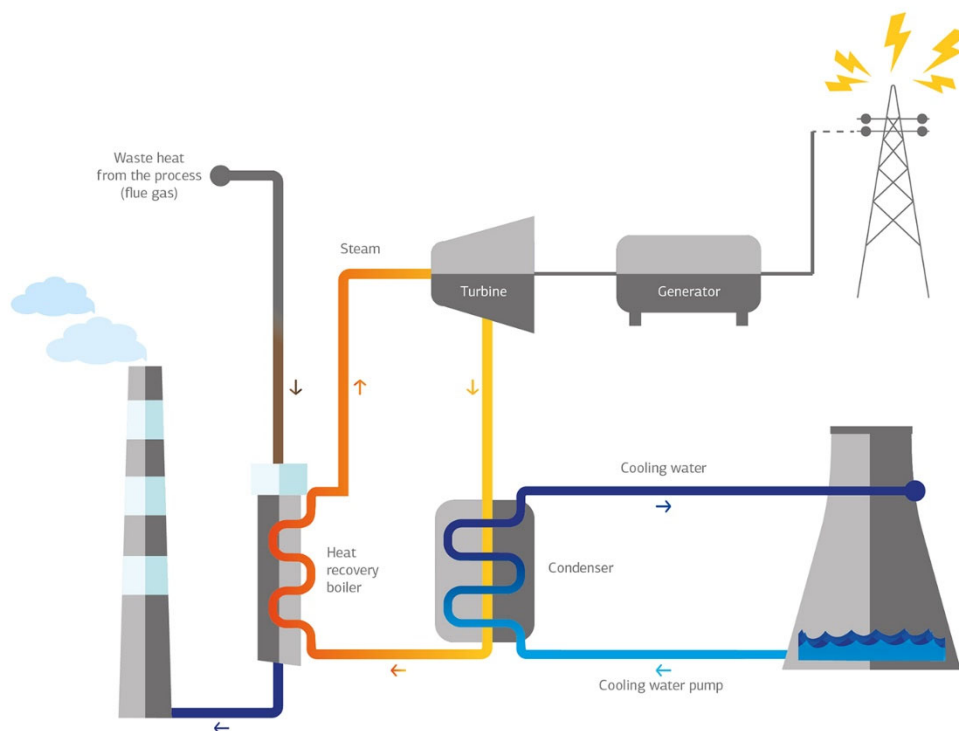 Waste heat
from the process
(flue gas)
Steam
Turbine
Generator
Cooling water
Heat
recovery
boiler
Condenser
Cooling water pump